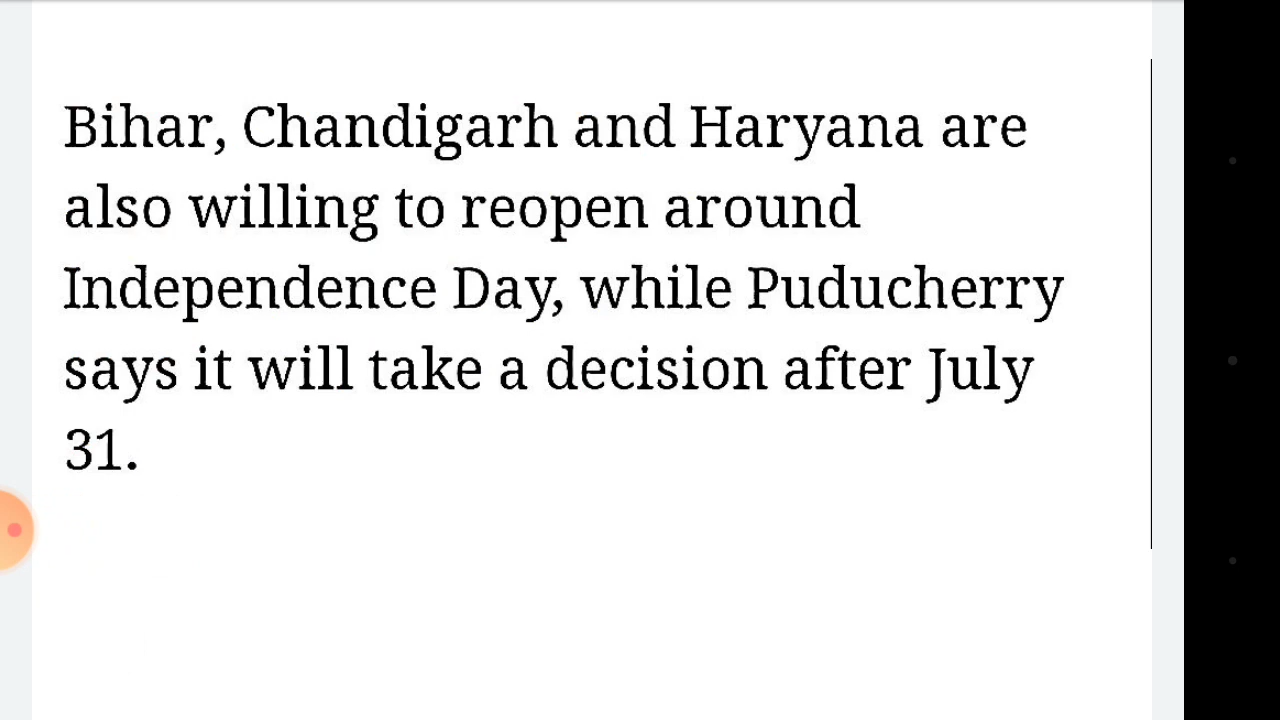 Bihar, Chandigarh and Haryana are
also willing to reopen around
Independence Day, while Puducherry
says it will take a decision after July
31.